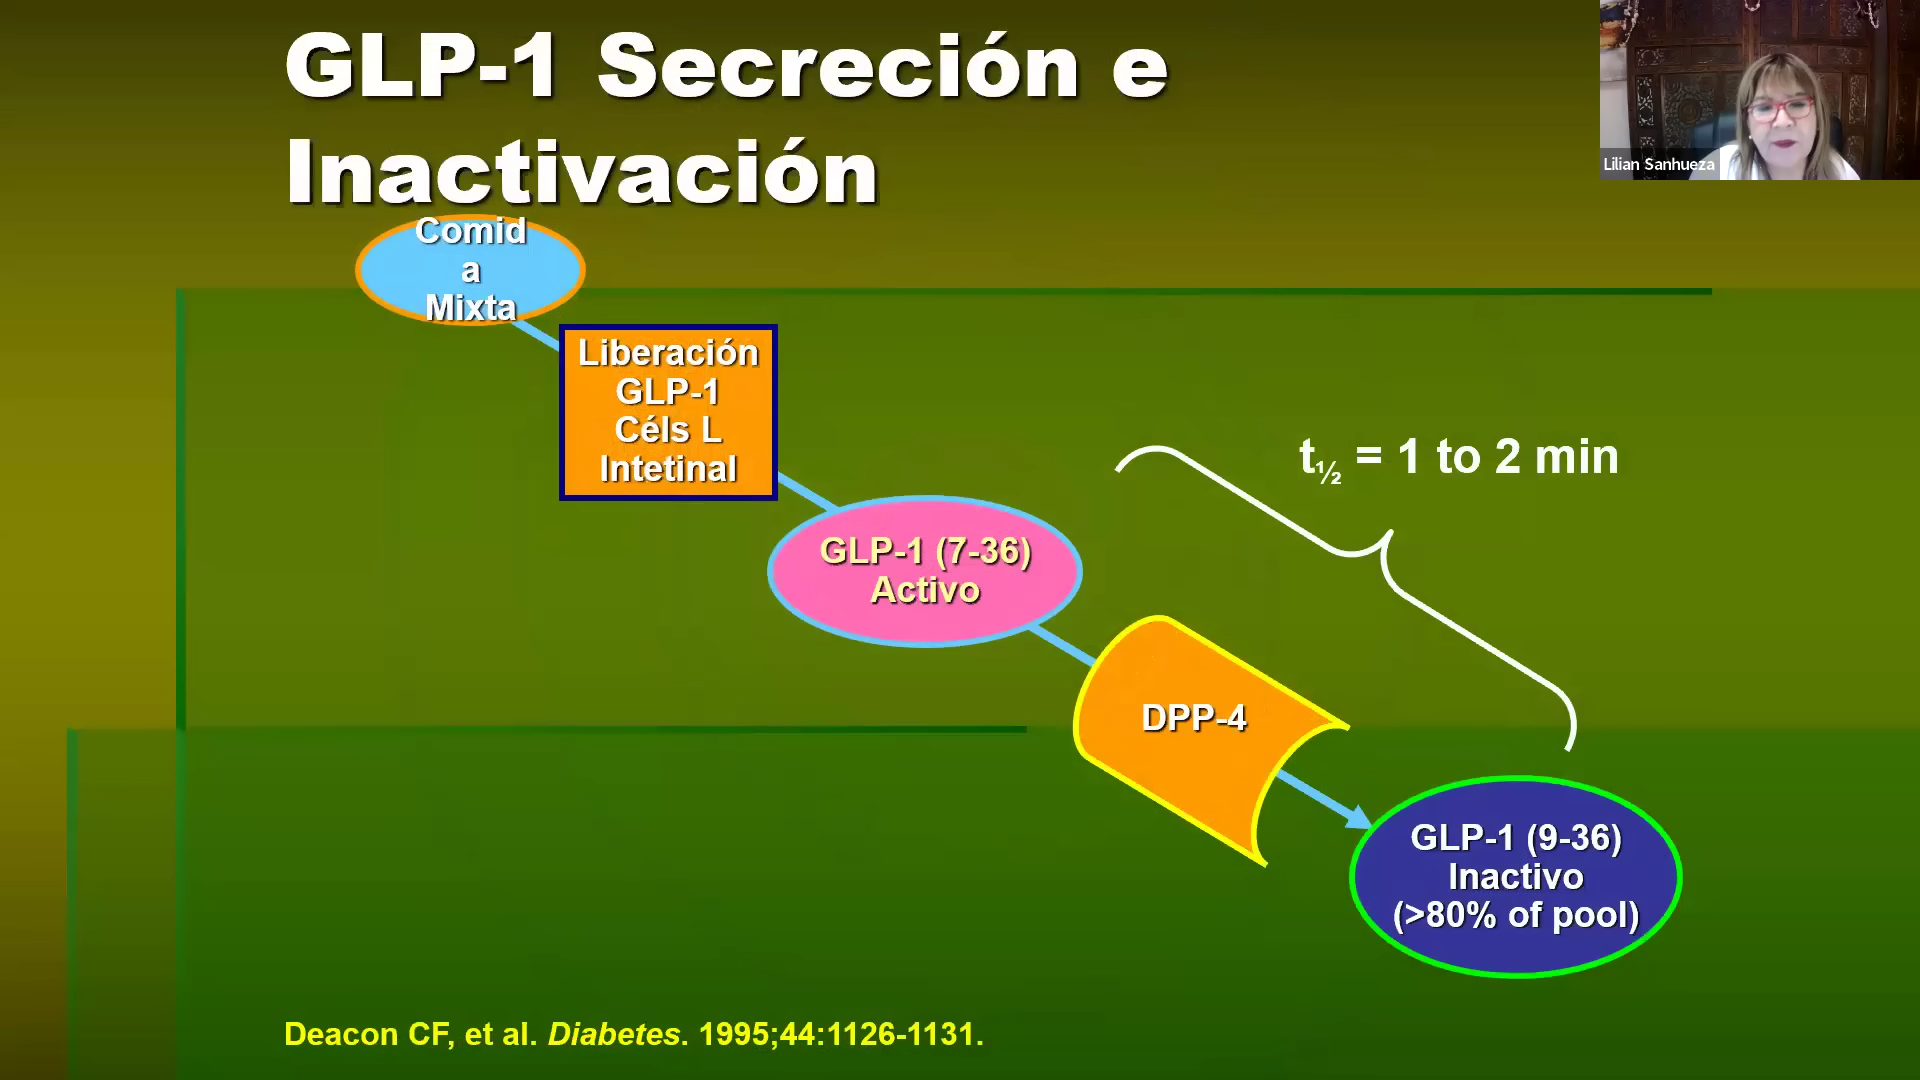 GLP-1 Secreción e
Inactivación
Lilian Sanhueza
Comid
a
Mixta
Liberación
GLP-1
Céls L
Intetinal
t½ = 1 to 2 min
GLP-1 (7-36)
Activo
DPP-4
GLP-1 (9-36)
Inactivo
(>80% of pool)
Deacon CF, et al. Diabetes. 1995;44:1126-1131.